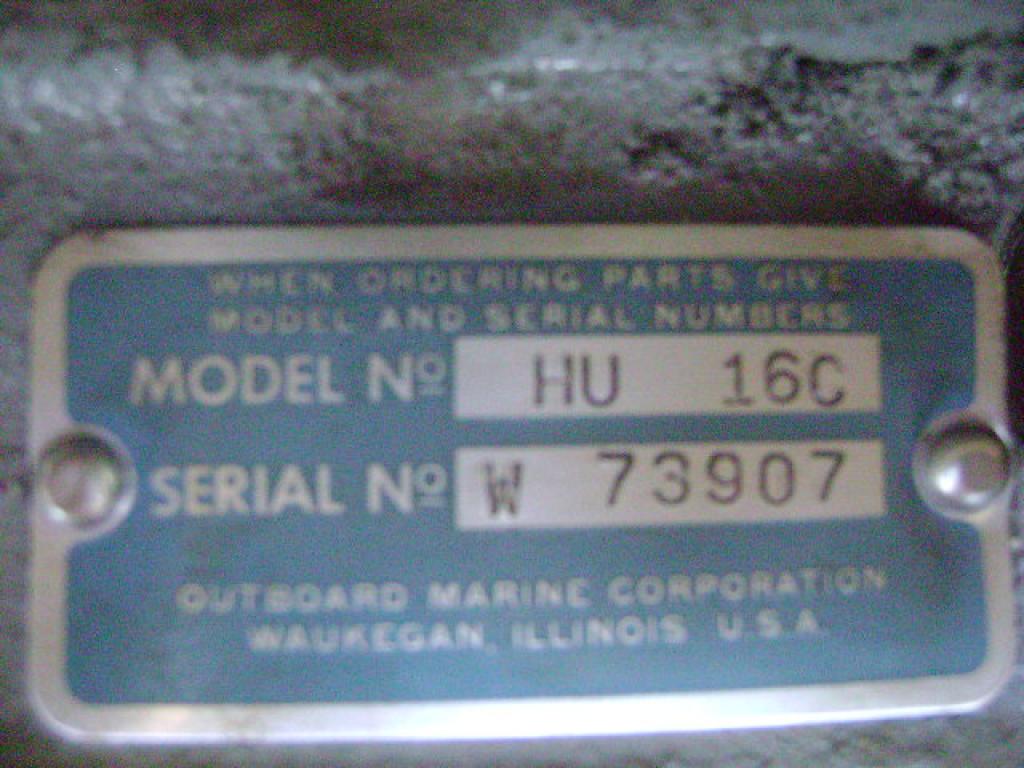 WHEN ORDERING PARTS GIVE
MODEL AND SERIAL NUMBERS
MODEL Nº HU 16C
SERIAL Nº W 73907
OUTBOARD MARINE CORPORATION
WAUKEGAN, ILLINOIS U.S.A.